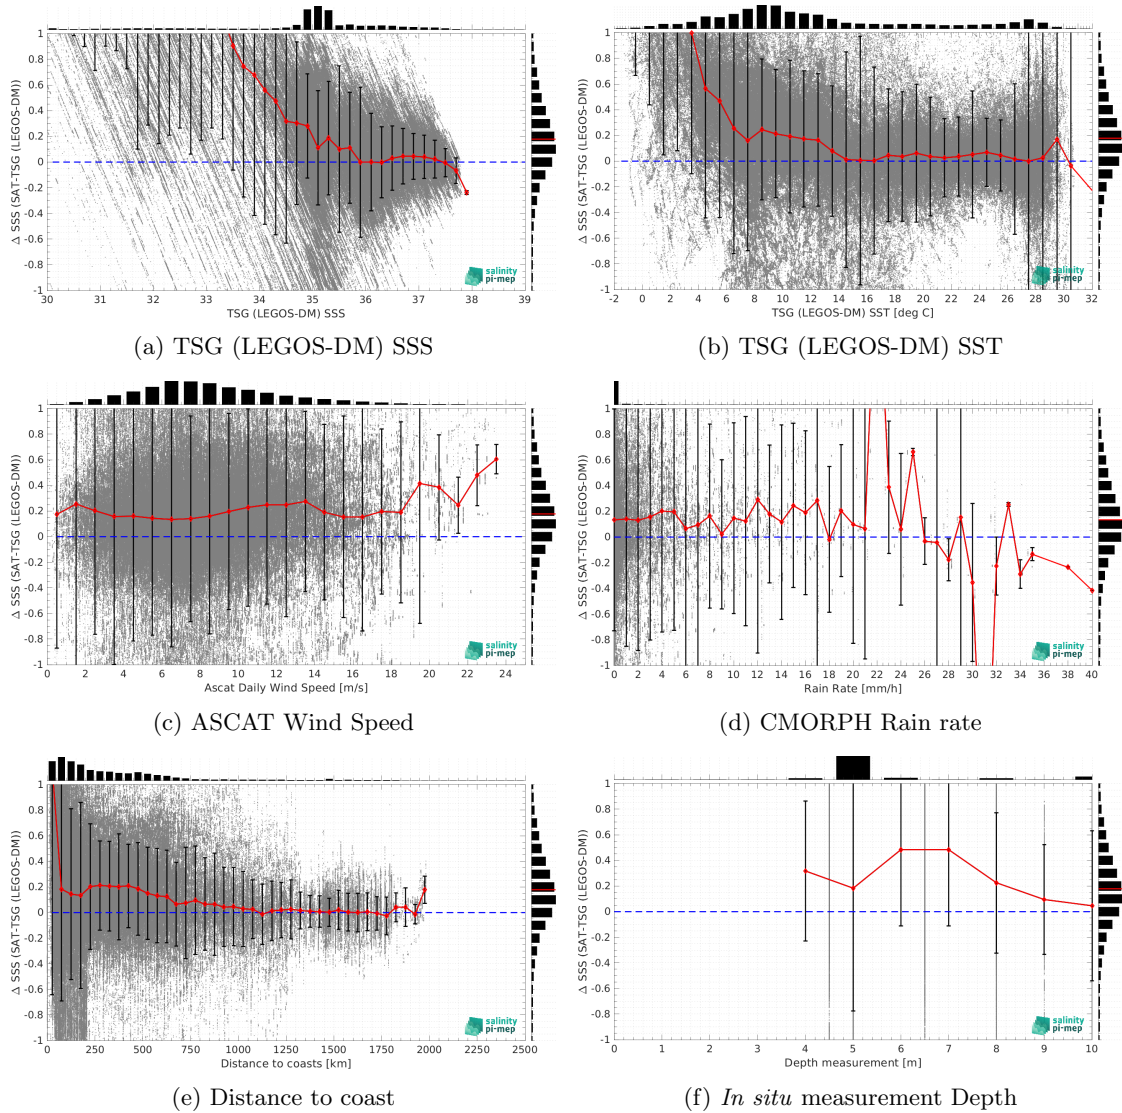 1
0.8
0.6
0.4
0.2
0
-0.2
-0.4
-0.6
-0.8
-1
Δ SSS (SAT-TSG (LEGOS-DM))
30 31 32 33 34 35 36 37 38 39
TSG (LEGOS-DM) SSS
salinity
pi-mep
(a) TSG (LEGOS-DM) SSS
1
0.8
0.6
0.4
0.2
0
-0.2
-0.4
-0.6
-0.8
-1
Δ SSS (SAT-TSG (LEGOS-DM))
-2 0 2 4 6 8 10 12 14 16 18 20 22 24 26 28 30 32
TSG (LEGOS-DM) SST [deg C]
salinity
pi-mep
(b) TSG (LEGOS-DM) SST
1
0.8
0.6
0.4
0.2
0
-0.2
-0.4
-0.6
-0.8
-1
Δ SSS (SAT-TSG (LEGOS-DM))
0 2 4 6 8 10 12 14 16 18 20 22 24
Ascat Daily Wind Speed [m/s]
salinity
pi-mep
(c) ASCAT Wind Speed
1
0.8
0.6
0.4
0.2
0
-0.2
-0.4
-0.6
-0.8
-1
Δ SSS (SAT-TSG (LEGOS-DM))
0 2 4 6 8 10 12 14 16 18 20 22 24 26 28 30 32 34 36 38 40
Rain Rate [mm/h]
salinity
pi-mep
(d) CMORPH Rain rate
1
0.8
0.6
0.4
0.2
0
-0.2
-0.4
-0.6
-0.8
-1
Δ SSS (SAT-TSG (LEGOS-DM))
0 250 500 750 1000 1250 1500 1750 2000 2250 2500
Distance to coasts [km]
salinity
pi-mep
(e) Distance to coast
1
0.8
0.6
0.4
0.2
0
-0.2
-0.4
-0.6
-0.8
-1
Δ SSS (SAT-TSG (LEGOS-DM))
0 1 2 3 4 5 6 7 8 9 10
Depth measurement [m]
salinity
pi-mep
(f) In situ measurement Depth